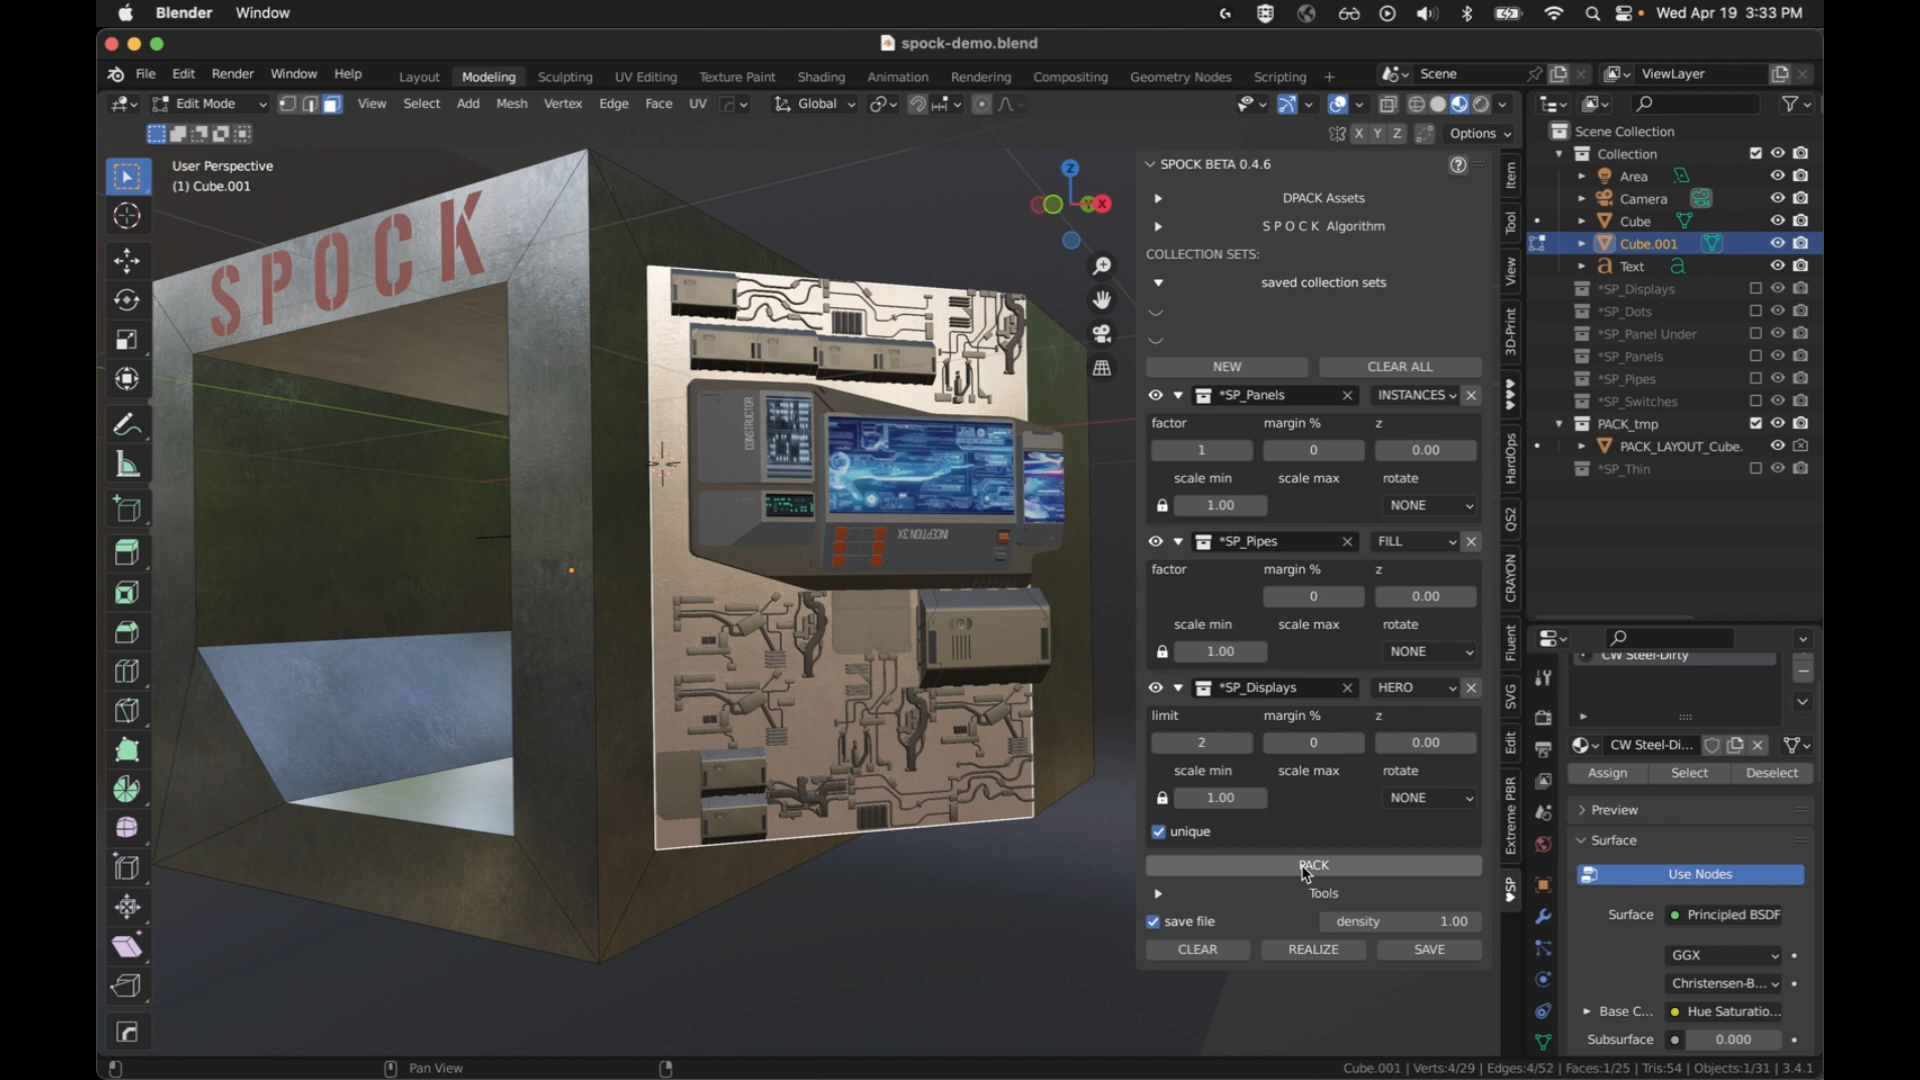 Blender Window Wed Apr 19 3:33 PM
spock-demo.blend
File Edit Render Window Help Layout Modeling Sculpting UV Editing Texture Paint Shading Animation Rendering Compositing Geometry Nodes Scripting + Scene ViewLayer
Edit Mode View Select Add Mesh Vertex Edge Face UV Global
X Y Z Options
User Perspective
(1) Cube.001
SPOCK
CONSTRUCTOR
INCEPTION 3X
Z
Y
X
SPOCK BETA 0.4.6
DPACK Assets
S P O C K Algorithm
COLLECTION SETS:
saved collection sets
NEW CLEAR ALL
*SP_Panels INSTANCES
factor margin % z
1 0 0.00
scale min scale max rotate
1.00 NONE
*SP_Pipes FILL
factor margin % z
0 0.00
scale min scale max rotate
1.00 NONE
*SP_Displays HERO
limit margin % z
2 0 0.00
scale min scale max rotate
1.00 NONE
unique
PACK
Tools
save file density 1.00
CLEAR REALIZE SAVE
Item
Tool
View
3D-Print
♥♥♥
HardOps
QS2
CRAYON
Fluent
SVG
Edit
Extreme PBR
♥SP
Scene Collection
Collection
Area
Camera
Cube
Cube.001
Text
*SP_Displays
*SP_Dots
*SP_Panel Under
*SP_Panels
*SP_Pipes
*SP_Switches
PACK_tmp
PACK_LAYOUT_Cube.
*SP_Thin
CW Steel-Dirty
CW Steel-Di...
Assign Select Deselect
Preview
Surface
Use Nodes
Surface Principled BSDF
GGX
Christensen-B...
Base C... Hue Saturatio...
Subsurface 0.000
Pan View
Cube.001 | Verts:4/29 | Edges:4/52 | Faces:1/25 | Tris:54 | Objects:1/31 | 3.4.1